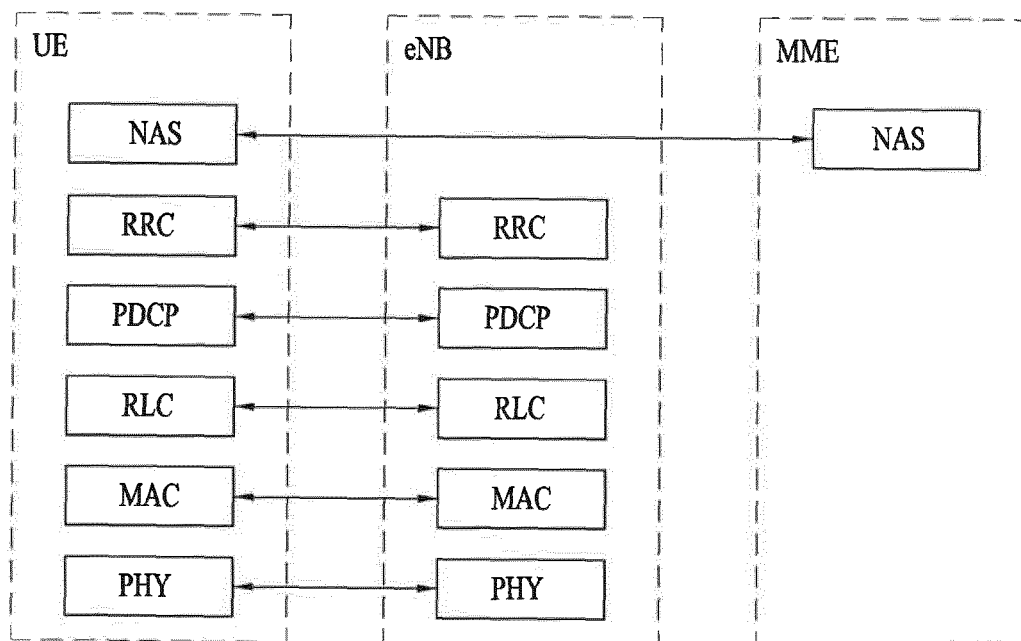 UE
eNB
MME
NAS
NAS
RRC
RRC
PDCP
PDCP
RLC
RLC
MAC
MAC
PHY
PHY